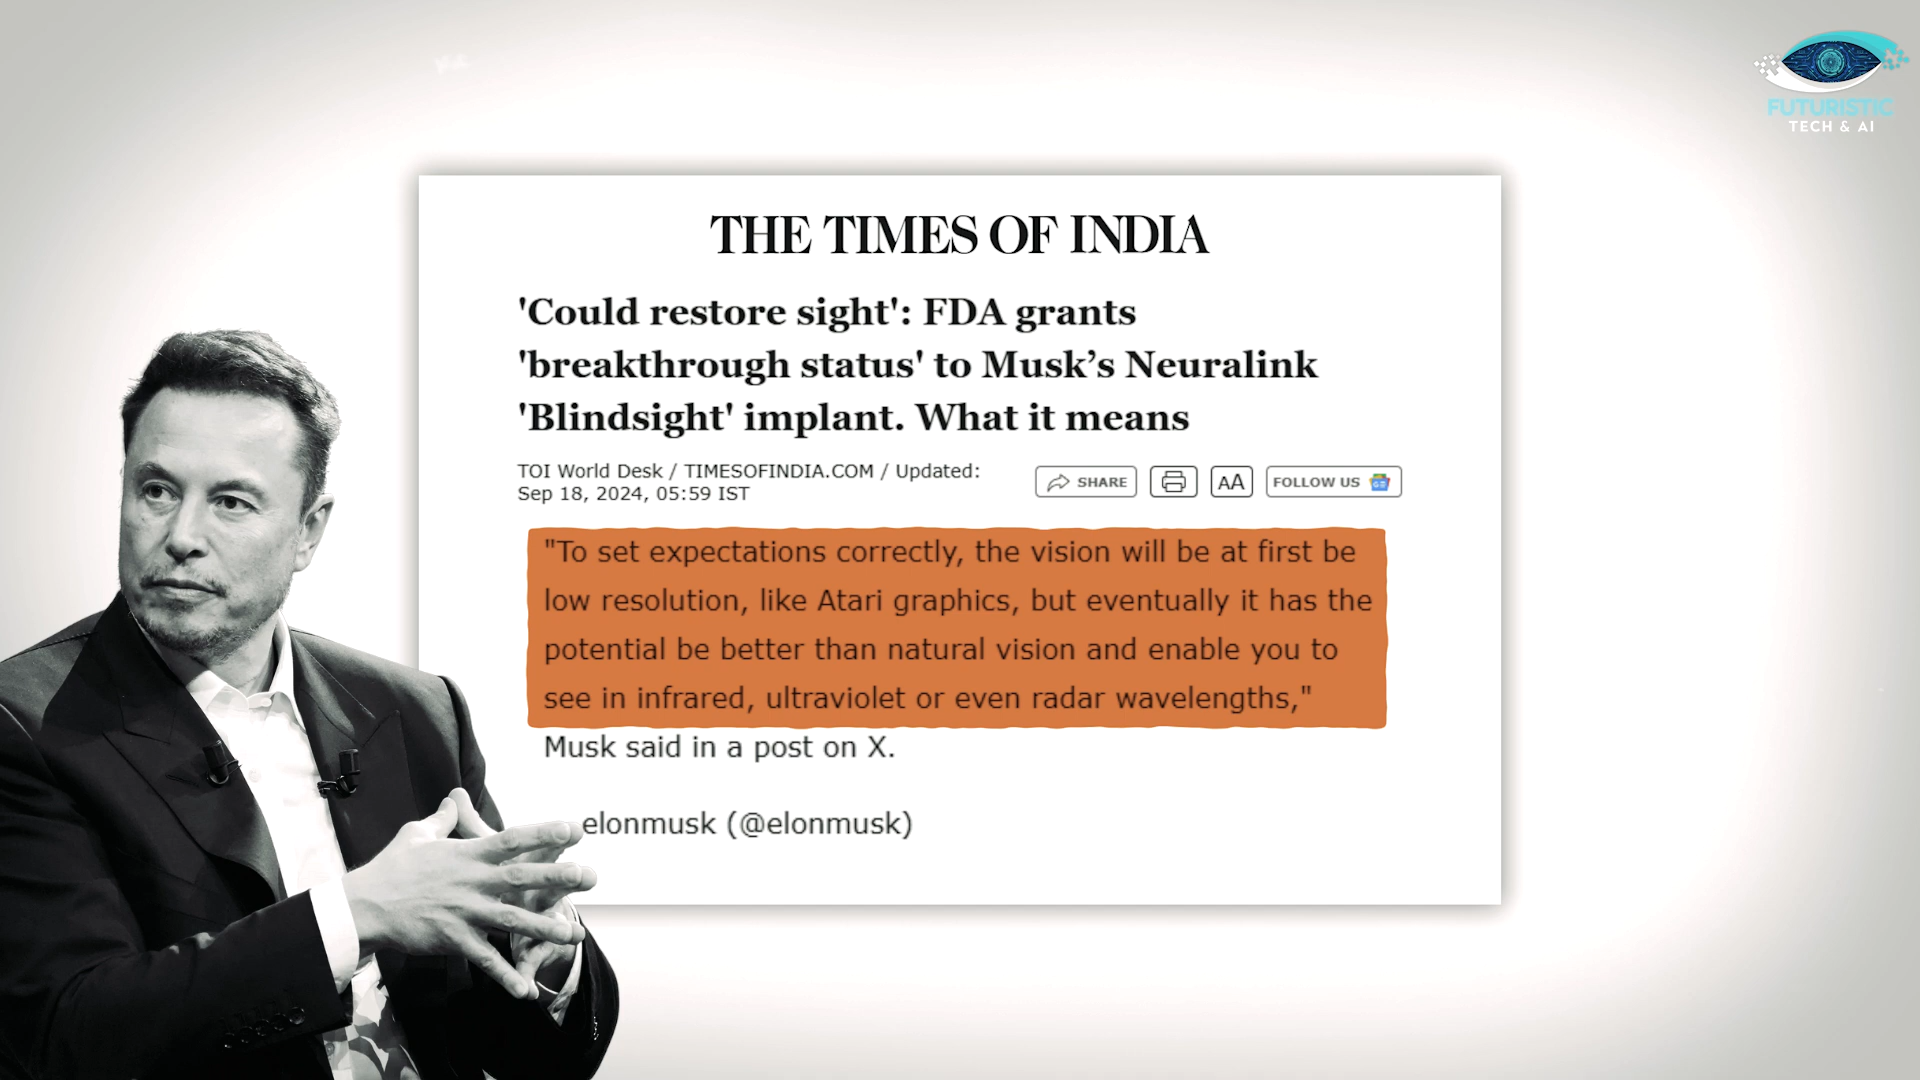 FUTURISTIC
TECH & AI
THE TIMES OF INDIA
'Could restore sight': FDA grants
'breakthrough status' to Musk’s Neuralink
'Blindsight' implant. What it means
TOI World Desk / TIMESOFINDIA.COM / Updated:
Sep 18, 2024, 05:59 IST
SHARE
AA
FOLLOW US
"To set expectations correctly, the vision will be at first be
low resolution, like Atari graphics, but eventually it has the
potential be better than natural vision and enable you to
see in infrared, ultraviolet or even radar wavelengths,"
Musk said in a post on X.
elonmusk (@elonmusk)